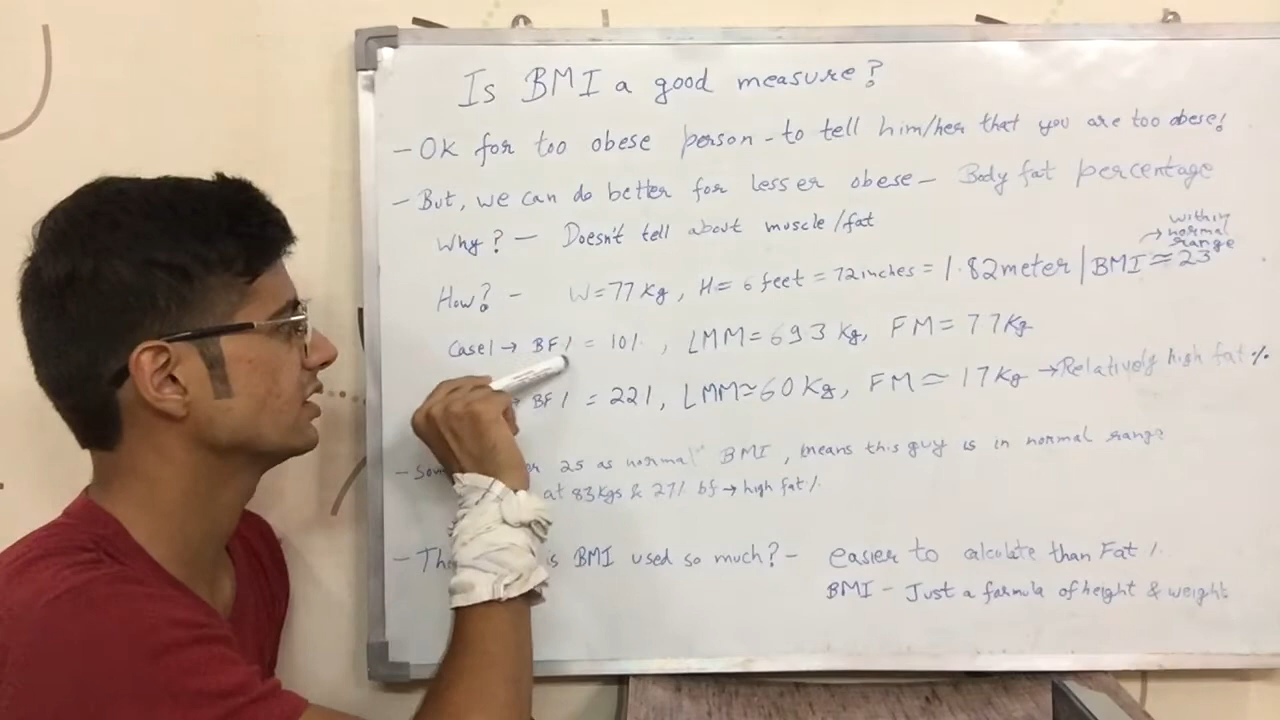 Is BMI a good measure?
- OK for too obese person - to tell him/her that you are too obese!
- But, we can do better for lesser obese - Body fat percentage
Why? - Doesn't tell about muscle/fat
within normal range
How? - W=77 kg, H= 6 feet = 72 inches = 1.82 meter | BMI ≈ 23
Case1 → BF% = 10%, LMM = 693 kg, FM = 77 kg
→ BF% = 22%, LMM ≈ 60 kg, FM ≈ 17 kg → Relatively high fat %
- 25 as normal BMI, means this guy is in normal range
at 83 kgs & 27% bf → high fat %
- is BMI used so much? - easier to calculate than Fat %
BMI - Just a farmula of height & weight